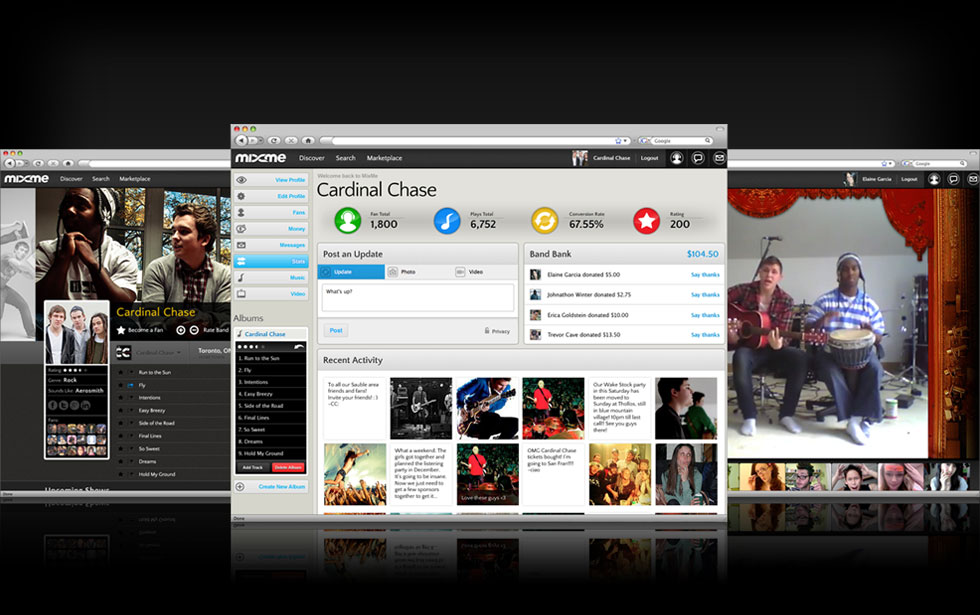 mixme
Discover
Search
Marketplace
Cardinal Chase
Become a Fan
Rate Band
Cardinal Chase
Toronto, ON
Rating
Genre Rock
Sounds Like Aerosmith
Fans
Run to the Sun
Fly
Intentions
Easy Breezy
Side of the Road
Final Lines
So Sweet
Dreams
Hold My Ground
Upcoming Shows
Done
Google
mixme
Discover
Search
Marketplace
Cardinal Chase
Logout
View Profile
Edit Profile
Fans
Money
Messages
Stats
Music
Video
Albums
Cardinal Chase
1. Run to the Sun
2. Fly
3. Intentions
4. Easy Breezy
5. Side of the Road
6. Final Lines
7. So Sweet
8. Dreams
9. Hold My Ground
Add Track
Delete Album
Create New Album
Done
Welcome back to MixMe
Cardinal Chase
Fan Total
1,800
Plays Total
6,752
Conversion Rate
67.55%
Rating
200
Post an Update
Update
Photo
Video
What's up?
Post
Privacy
Band Bank
$104.50
Elaine Garcia donated $5.00
Say thanks
Johnathon Winter donated $2.75
Say thanks
Erica Goldstein donated $10.00
Say thanks
Trevor Cave donated $13.50
Say thanks
Recent Activity
To all our Sauble area
friends and fans!
Invite your friends! : )
-CC:
Our Wake Stock party
in this Saturday has
been moved to
Sunday at Thollos, still
in blue mountain
village! 10pm till last
call!! See you guys
there!
What a weekend. The
girls got together and
planned the listening
party in December.
It's going to be insane
Now we just need to
get a few sponsors
together to get it...
Love these guys <3
OMG Cardinal Chase
tickets bought! I'm
going to San Fran!!!!
-xiao
Google
Elaine Garcia
Logout